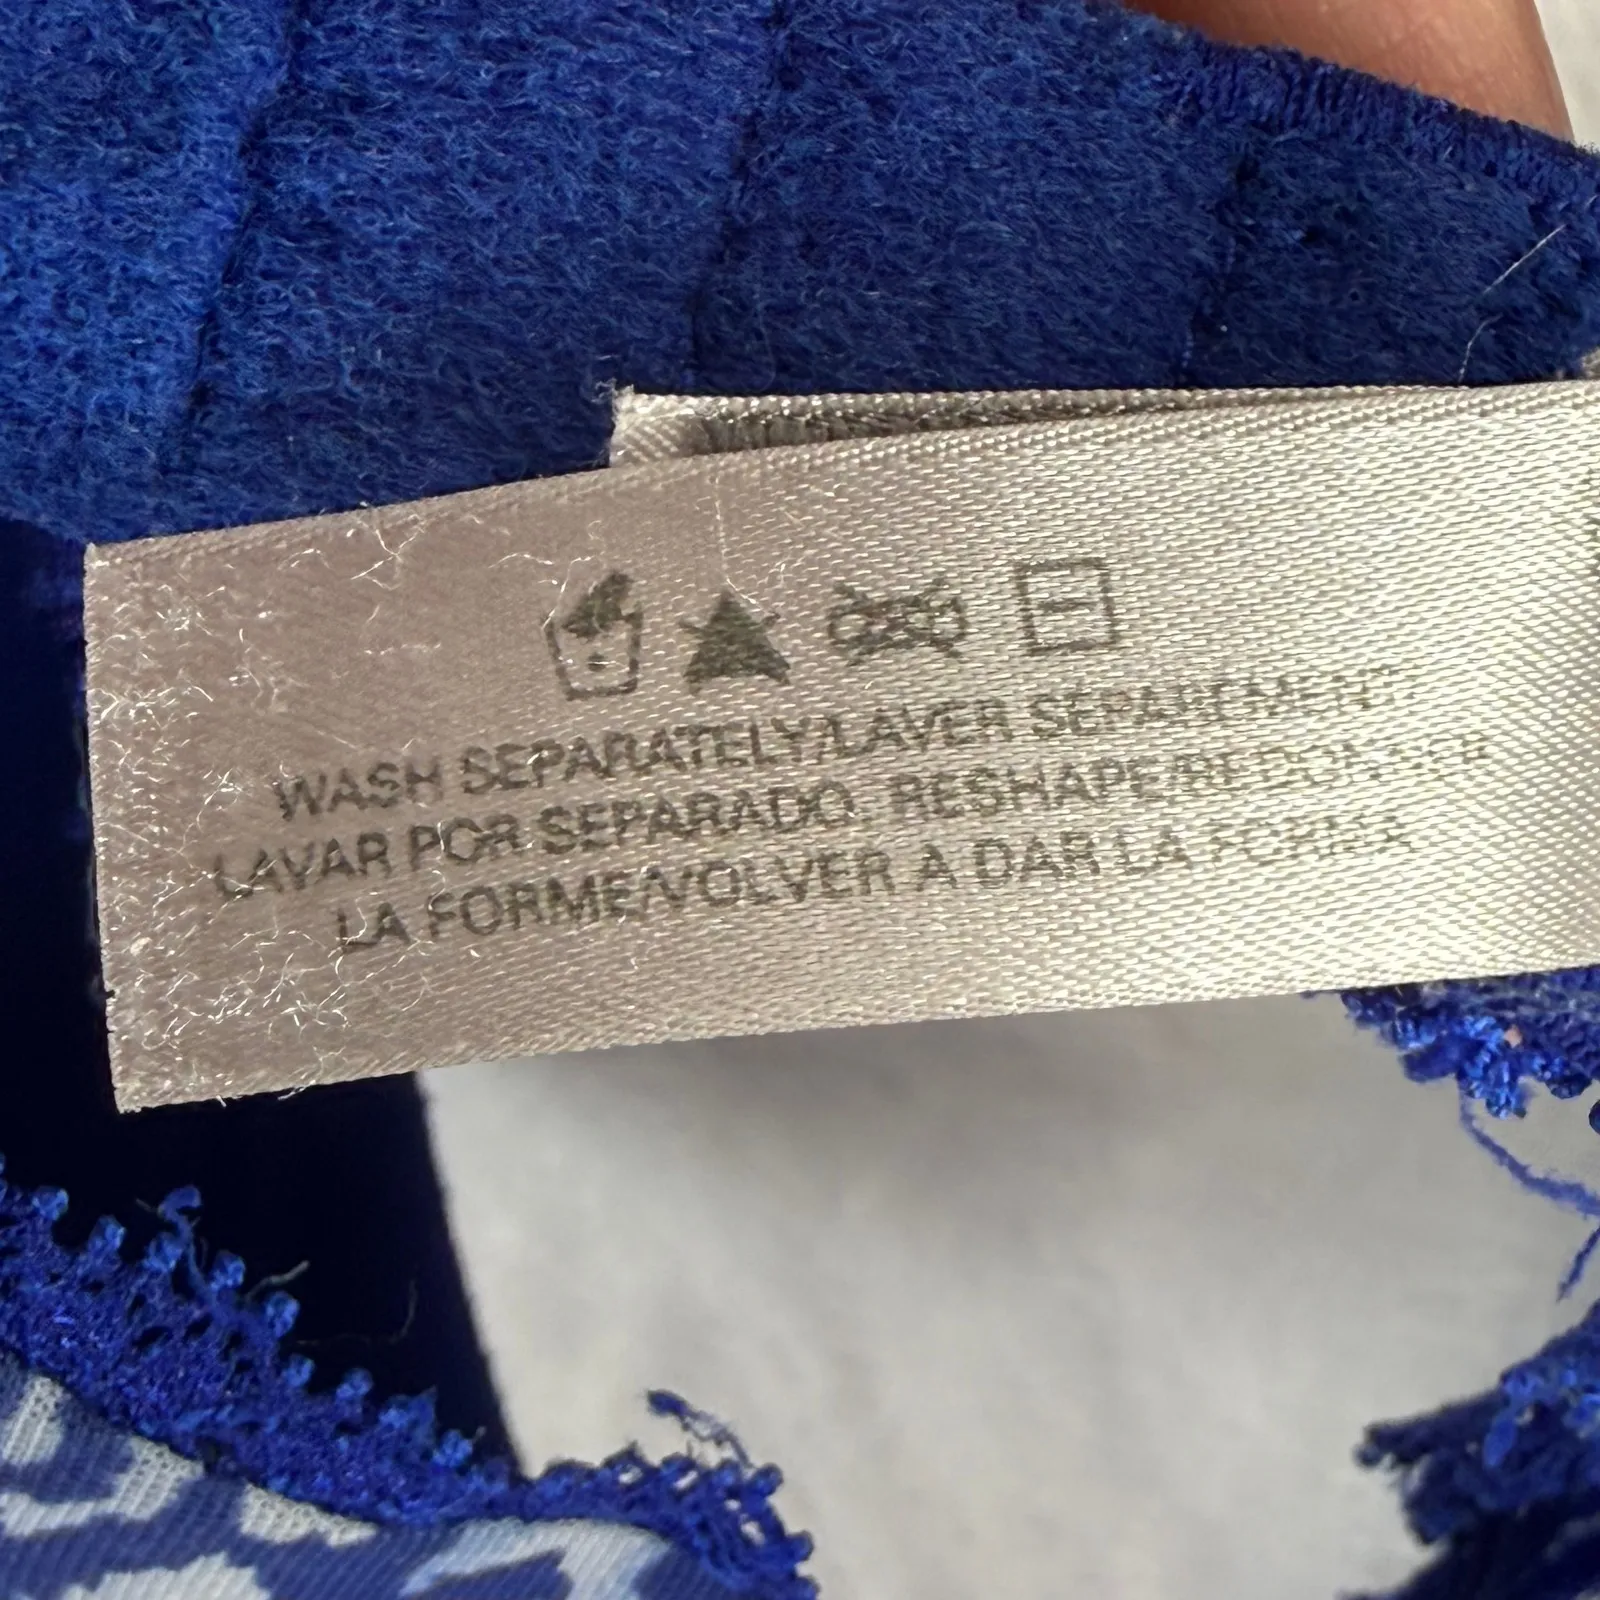 WASH SEPARATELY/LAVER SEPAREMENT.
LAVAR POR SEPARADO. RESHAPE/REDONNER
LA FORME/VOLVER A DAR LA FORMA